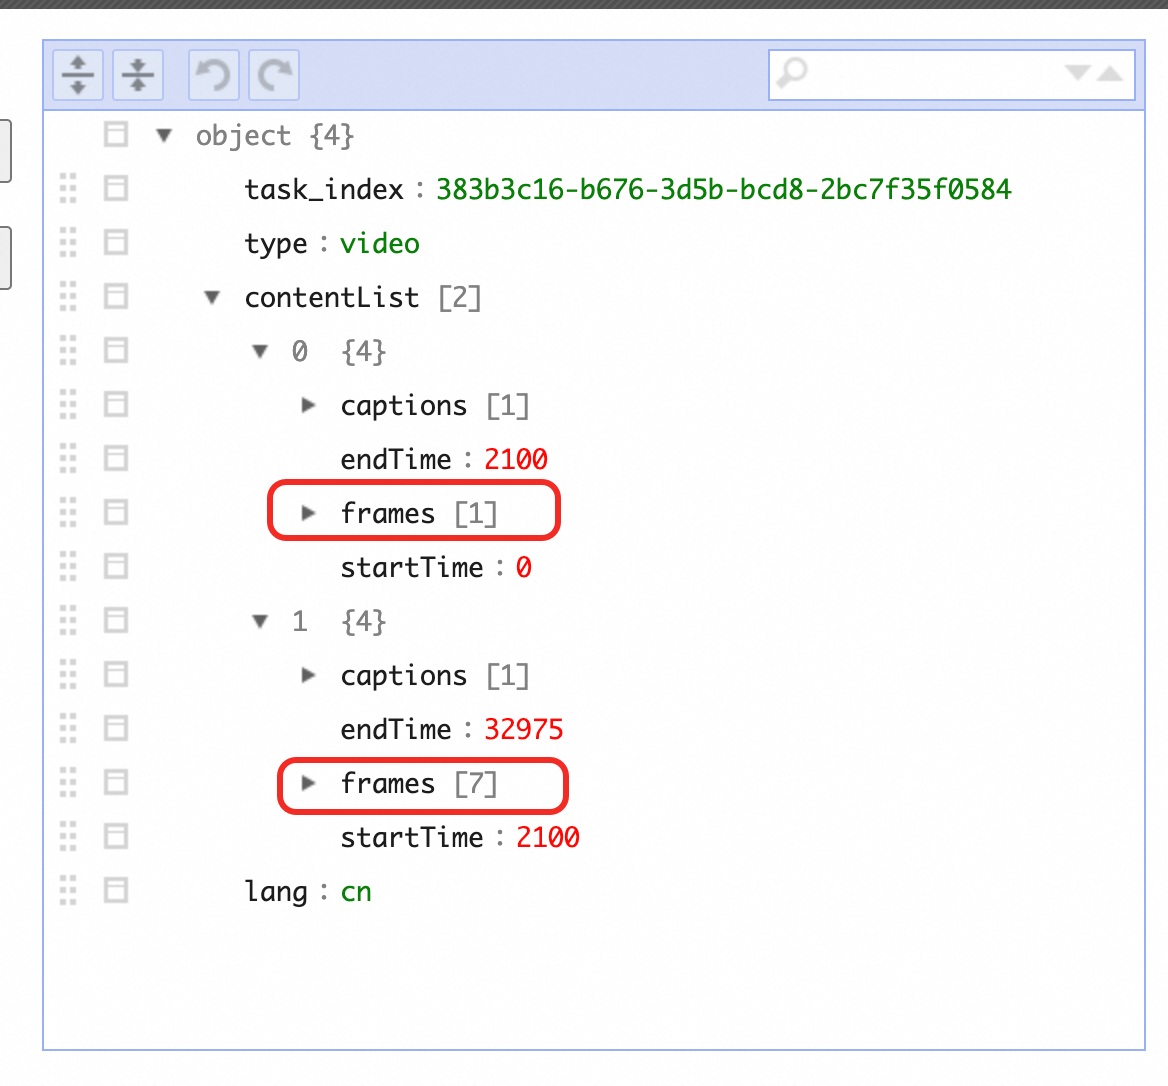 object {4}
task_index : 383b3c16-b676-3d5b-bcd8-2bc7f35f0584
type : video
contentList [2]
0 {4}
captions [1]
endTime : 2100
frames [1]
startTime : 0
1 {4}
captions [1]
endTime : 32975
frames [7]
startTime : 2100
lang : cn